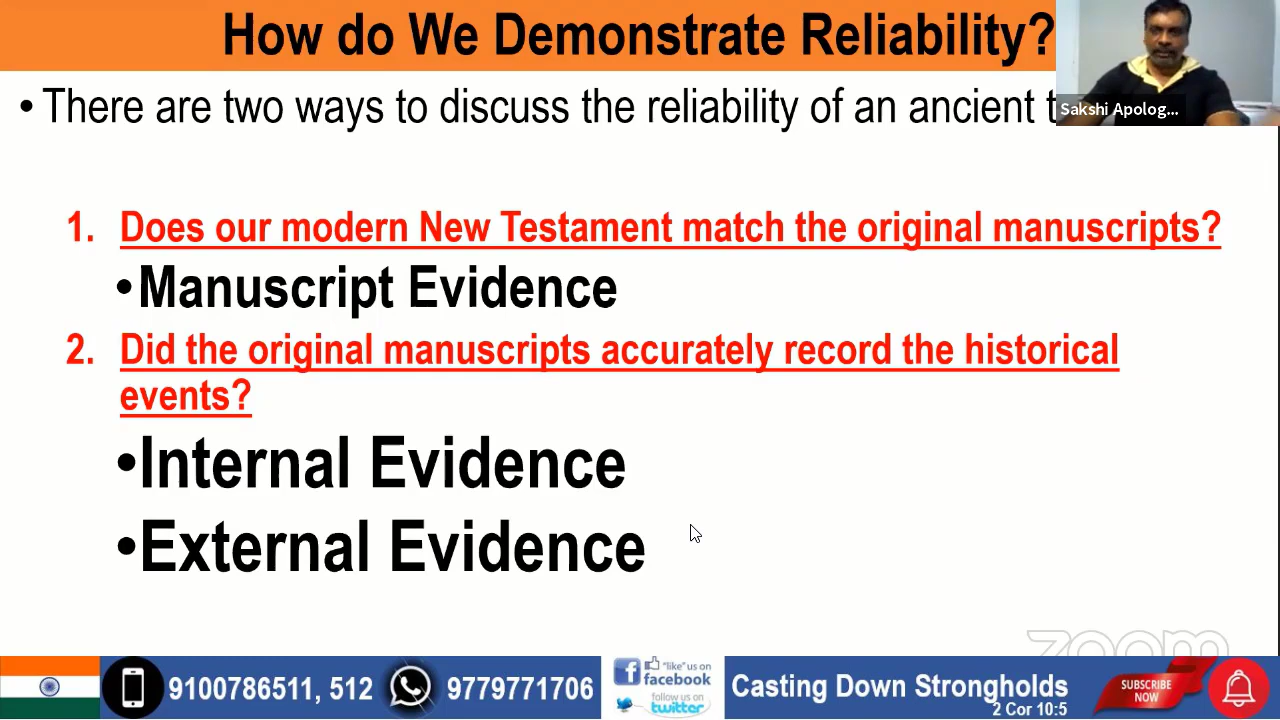 How do We Demonstrate Reliability?
• There are two ways to discuss the reliability of an ancient
Sakshi Apolog...
1. Does our modern New Testament match the original manuscripts?
•Manuscript Evidence
2. Did the original manuscripts accurately record the historical
events?
•Internal Evidence
•External Evidence
zoom
9100786511, 512
9779771706
f "like" us on
facebook
follow us on
twitter
Casting Down Strongholds
2 Cor 10:5
SUBSCRIBE
NOW